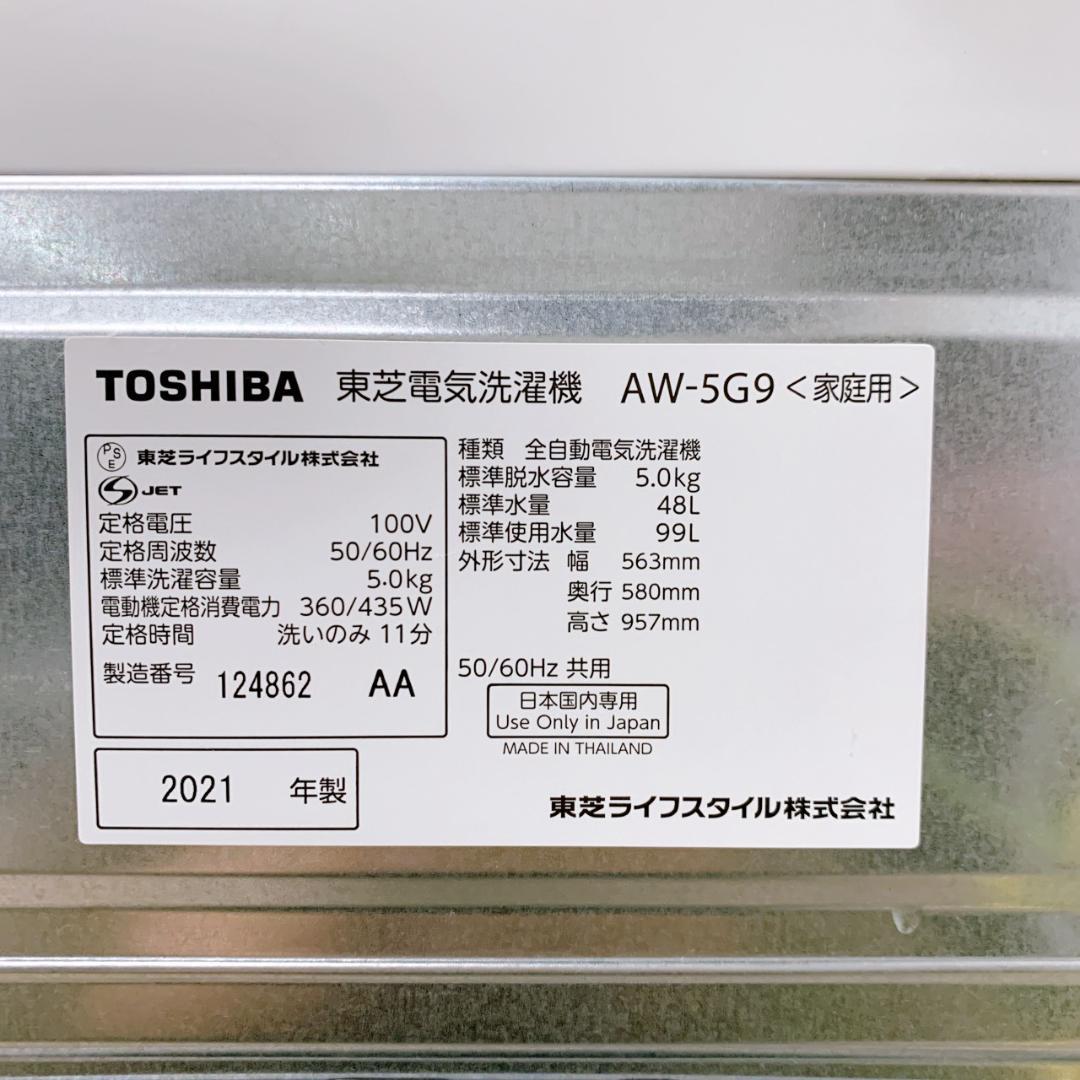 TOSHIBA 東芝電気洗濯機 AW-5G9 <家庭用>
PSE 東芝ライフスタイル株式会社
S JET
定格電圧 100V
定格周波数 50/60Hz
標準洗濯容量 5.0kg
電動機定格消費電力 360/435W
定格時間 洗いのみ 11分
製造番号 124862 AA
2021 年製
種類 全自動電気洗濯機
標準脱水容量 5.0kg
標準水量 48L
標準使用水量 99L
外形寸法 幅 563mm
奥行 580mm
高さ 957mm
50/60Hz 共用
日本国内専用
Use Only in Japan
MADE IN THAILAND
東芝ライフスタイル株式会社